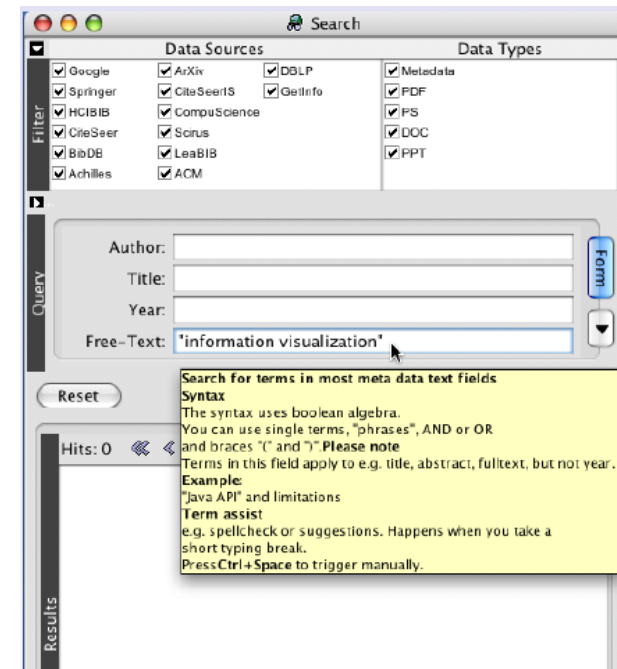 Search
Data Sources Data Types
Filter
Google ArXiv DBLP Metadata
Springer CiteSeerIS GetInfo PDF
HCIBIB CompuScience PS
CiteSeer Scirus DOC
BibDB LeaBIB PPT
Achilles ACM
Query
Author:
Title:
Year:
Free-Text: "information visualization"
Form
Reset
Search for terms in most meta data text fields
Syntax
The syntax uses boolean algebra.
You can use single terms, "phrases", AND or OR
and braces "(" and ")".Please note
Terms in this field apply to e.g. title, abstract, fulltext, but not year.
Example:
"Java API" and limitations
Term assist
e.g. spellcheck or suggestions. Happens when you take a
short typing break.
Press Ctrl+Space to trigger manually.
Hits: 0
Results